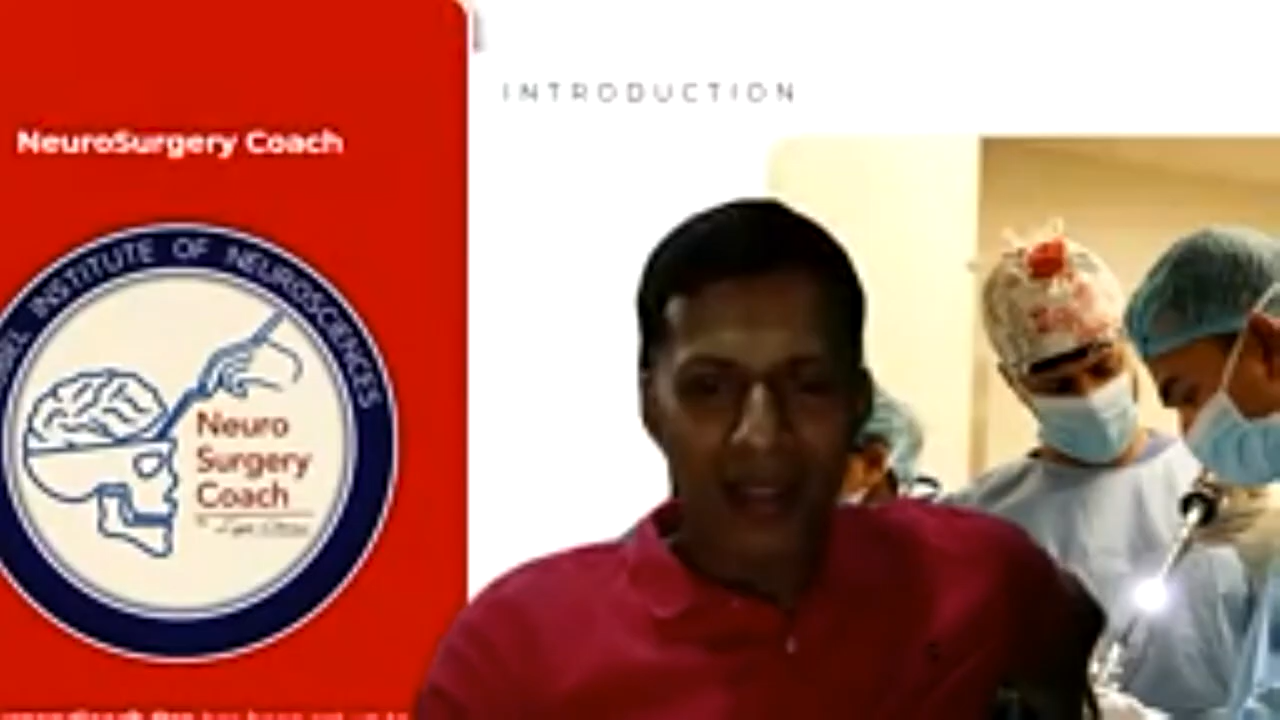 INTRODUCTION
NeuroSurgery Coach
INSTITUTE OF NEUROSCIENCES
Neuro
Surgery
Coach